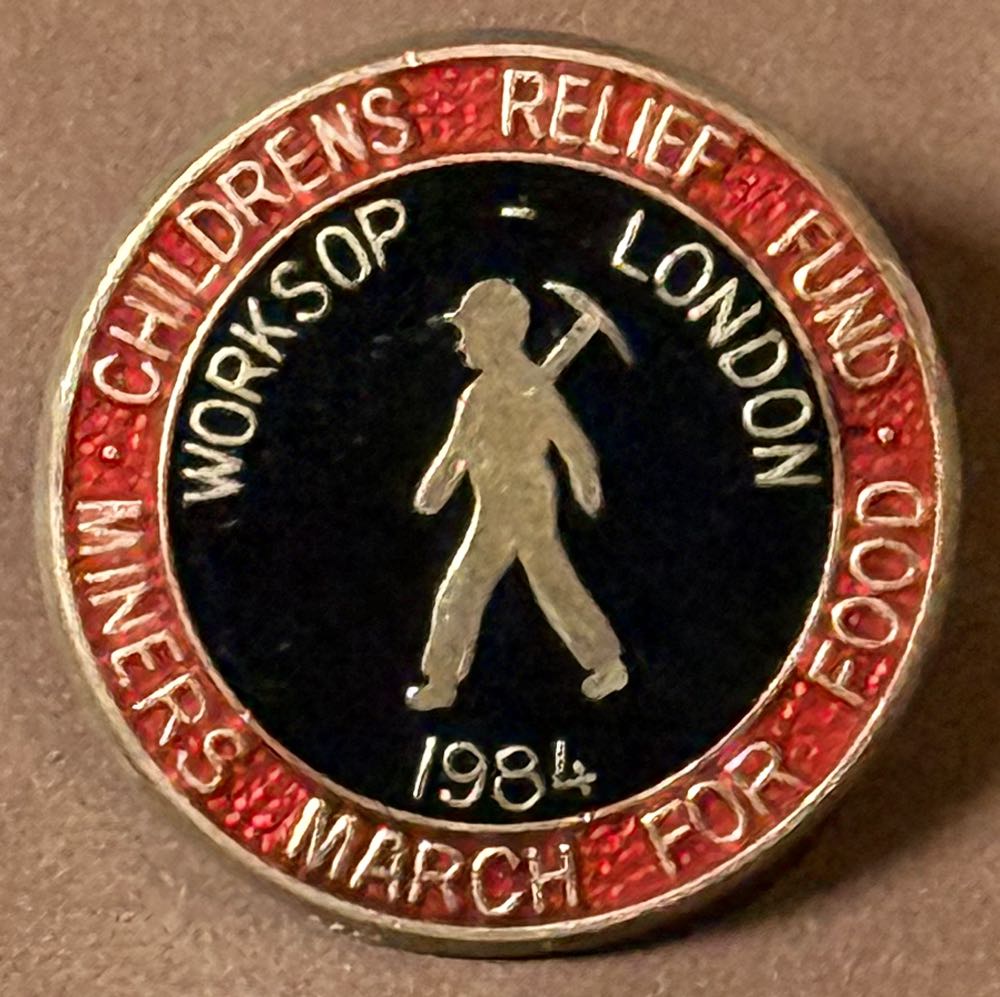 CHILDRENS RELIEF FUND
WORKSOP - LONDON
1984
· MINERS MARCH FOR FOOD ·